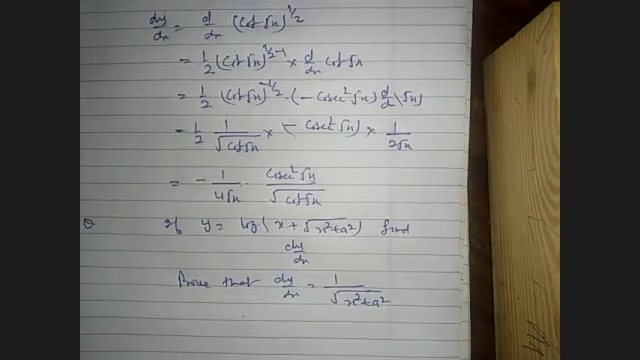 dy/dx = d/dx (Cot√x)^1/2
= 1/2 (Cot√x)^1/2-1 × d/dx Cot√x
= 1/2 (Cot√x)^-1/2 · (- Cosec²√x) d/dx (√x)
= 1/2 1/√Cot√x × (- Cosec²√x) × 1/2√x
= - 1/4√x · Cosec²√x/√Cot√x
Q If y = log(x + √x²+a²) find
dy/dx
Prove that dy/dx = 1/√x²+a²